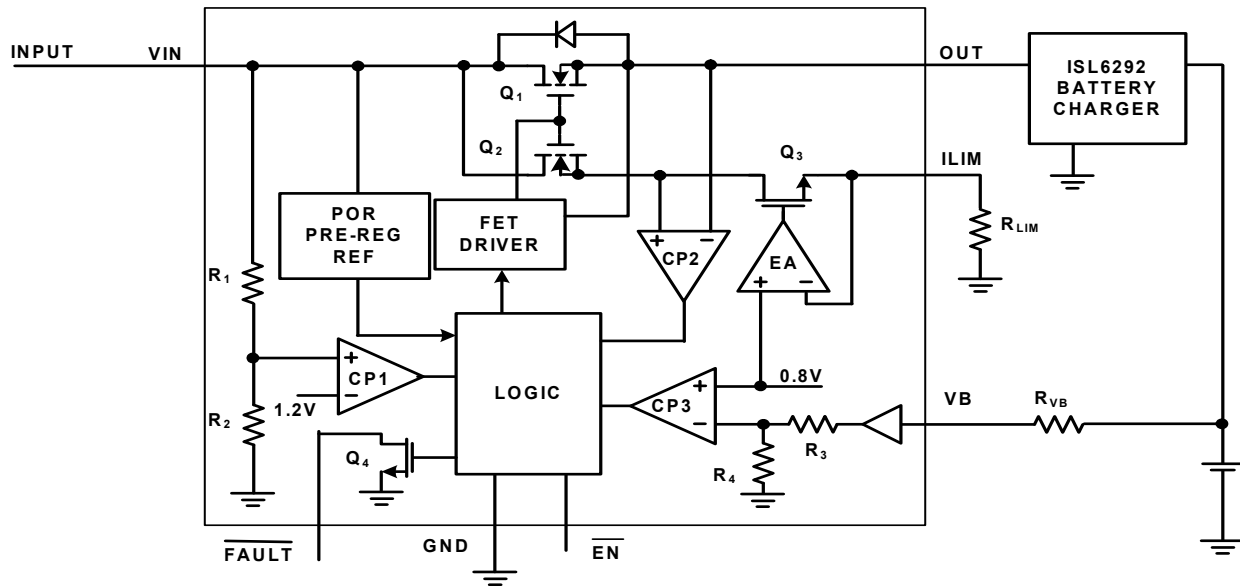 INPUT
VIN
OUT
ISL6292
BATTERY
CHARGER
Q1
Q2
Q3
ILIM
POR
PRE-REG
REF
FET
DRIVER
RLIM
CP2
EA
R1
LOGIC
0.8V
CP1
1.2V
CP3
VB
RVB
R2
R3
Q4
R4
FAULT
GND
EN
+
−
+
−
+
−
+
−